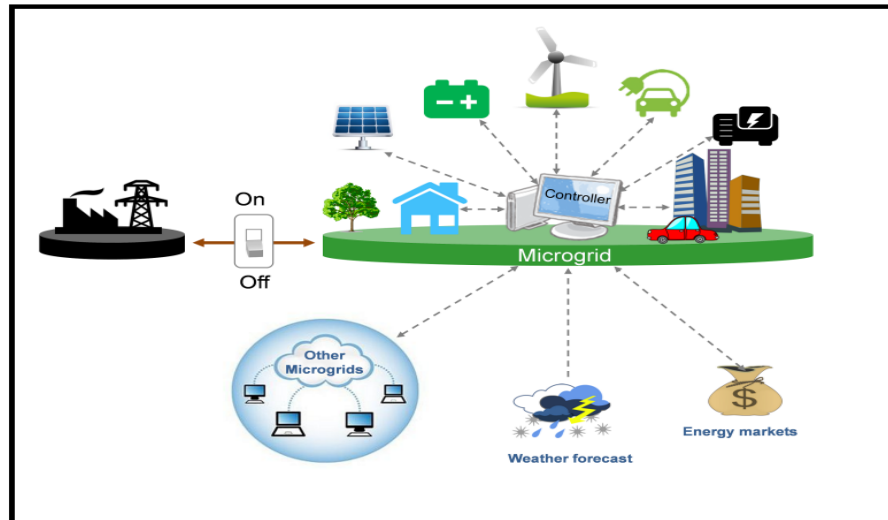 On
Off
Controller
Microgrid
Other
Microgrids
Weather forecast
$
Energy markets